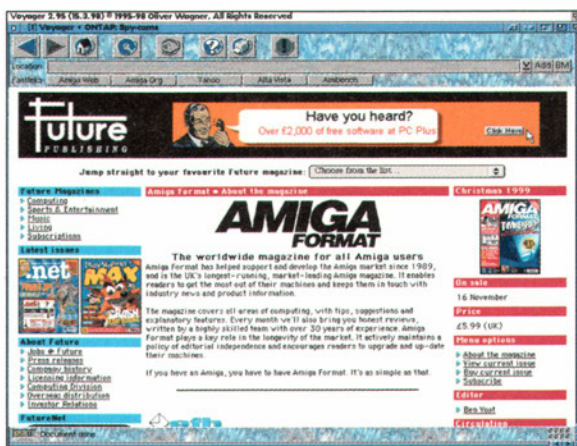 Voyager 2.95 (15.3.98) © 1995-98 Oliver Wagner. All Rights Reserved
Location:
Add BM
Fastlinks: Amiga Web Amiga Org Yahoo Alta Vista Aminbench
Future
PUBLISHING
Have you heard?
Over £2,000 of free software at PC Plus
Click Here
Jump straight to your favourite Future magazine: Choose from the list...
Future Magazines
Computing
Sports & Entertainment
Music
Living
Subscriptions
Latest issues
.net
MAX
About Future
Jobs @ Future
Press releases
Company history
Licensing information
Computing Division
Overseas distribution
Investor Relations
FutureNet
Amiga Format • About the magazine
AMIGA
FORMAT
The worldwide magazine for all Amiga users
Amiga Format has helped support and develop the Amiga market since 1989,
and is the UK's longest-running, market-leading Amiga magazine. It enables
readers to get the most out of their machines and keeps them in touch with
industry news and product information.
The magazine covers all areas of computing, with tips, suggestions and
explanatory features. Every month we'll also bring you honest reviews,
written by a highly skilled team with over 30 years of experience. Amiga
Format plays a key role in the longevity of the market. It actively maintains a
policy of editorial independence and encourages readers to upgrade and up-date
their machines.
If you have an Amiga, you have to have Amiga Format. It's as simple as that.
Christmas 1999
AMIGA
FORMAT
On sale
16 November
Price
£5.99 (UK)
Menu options
About the magazine
View current issue
Buy current issue
Subscribe
Editor
Ben Vost
Circulation
Document done